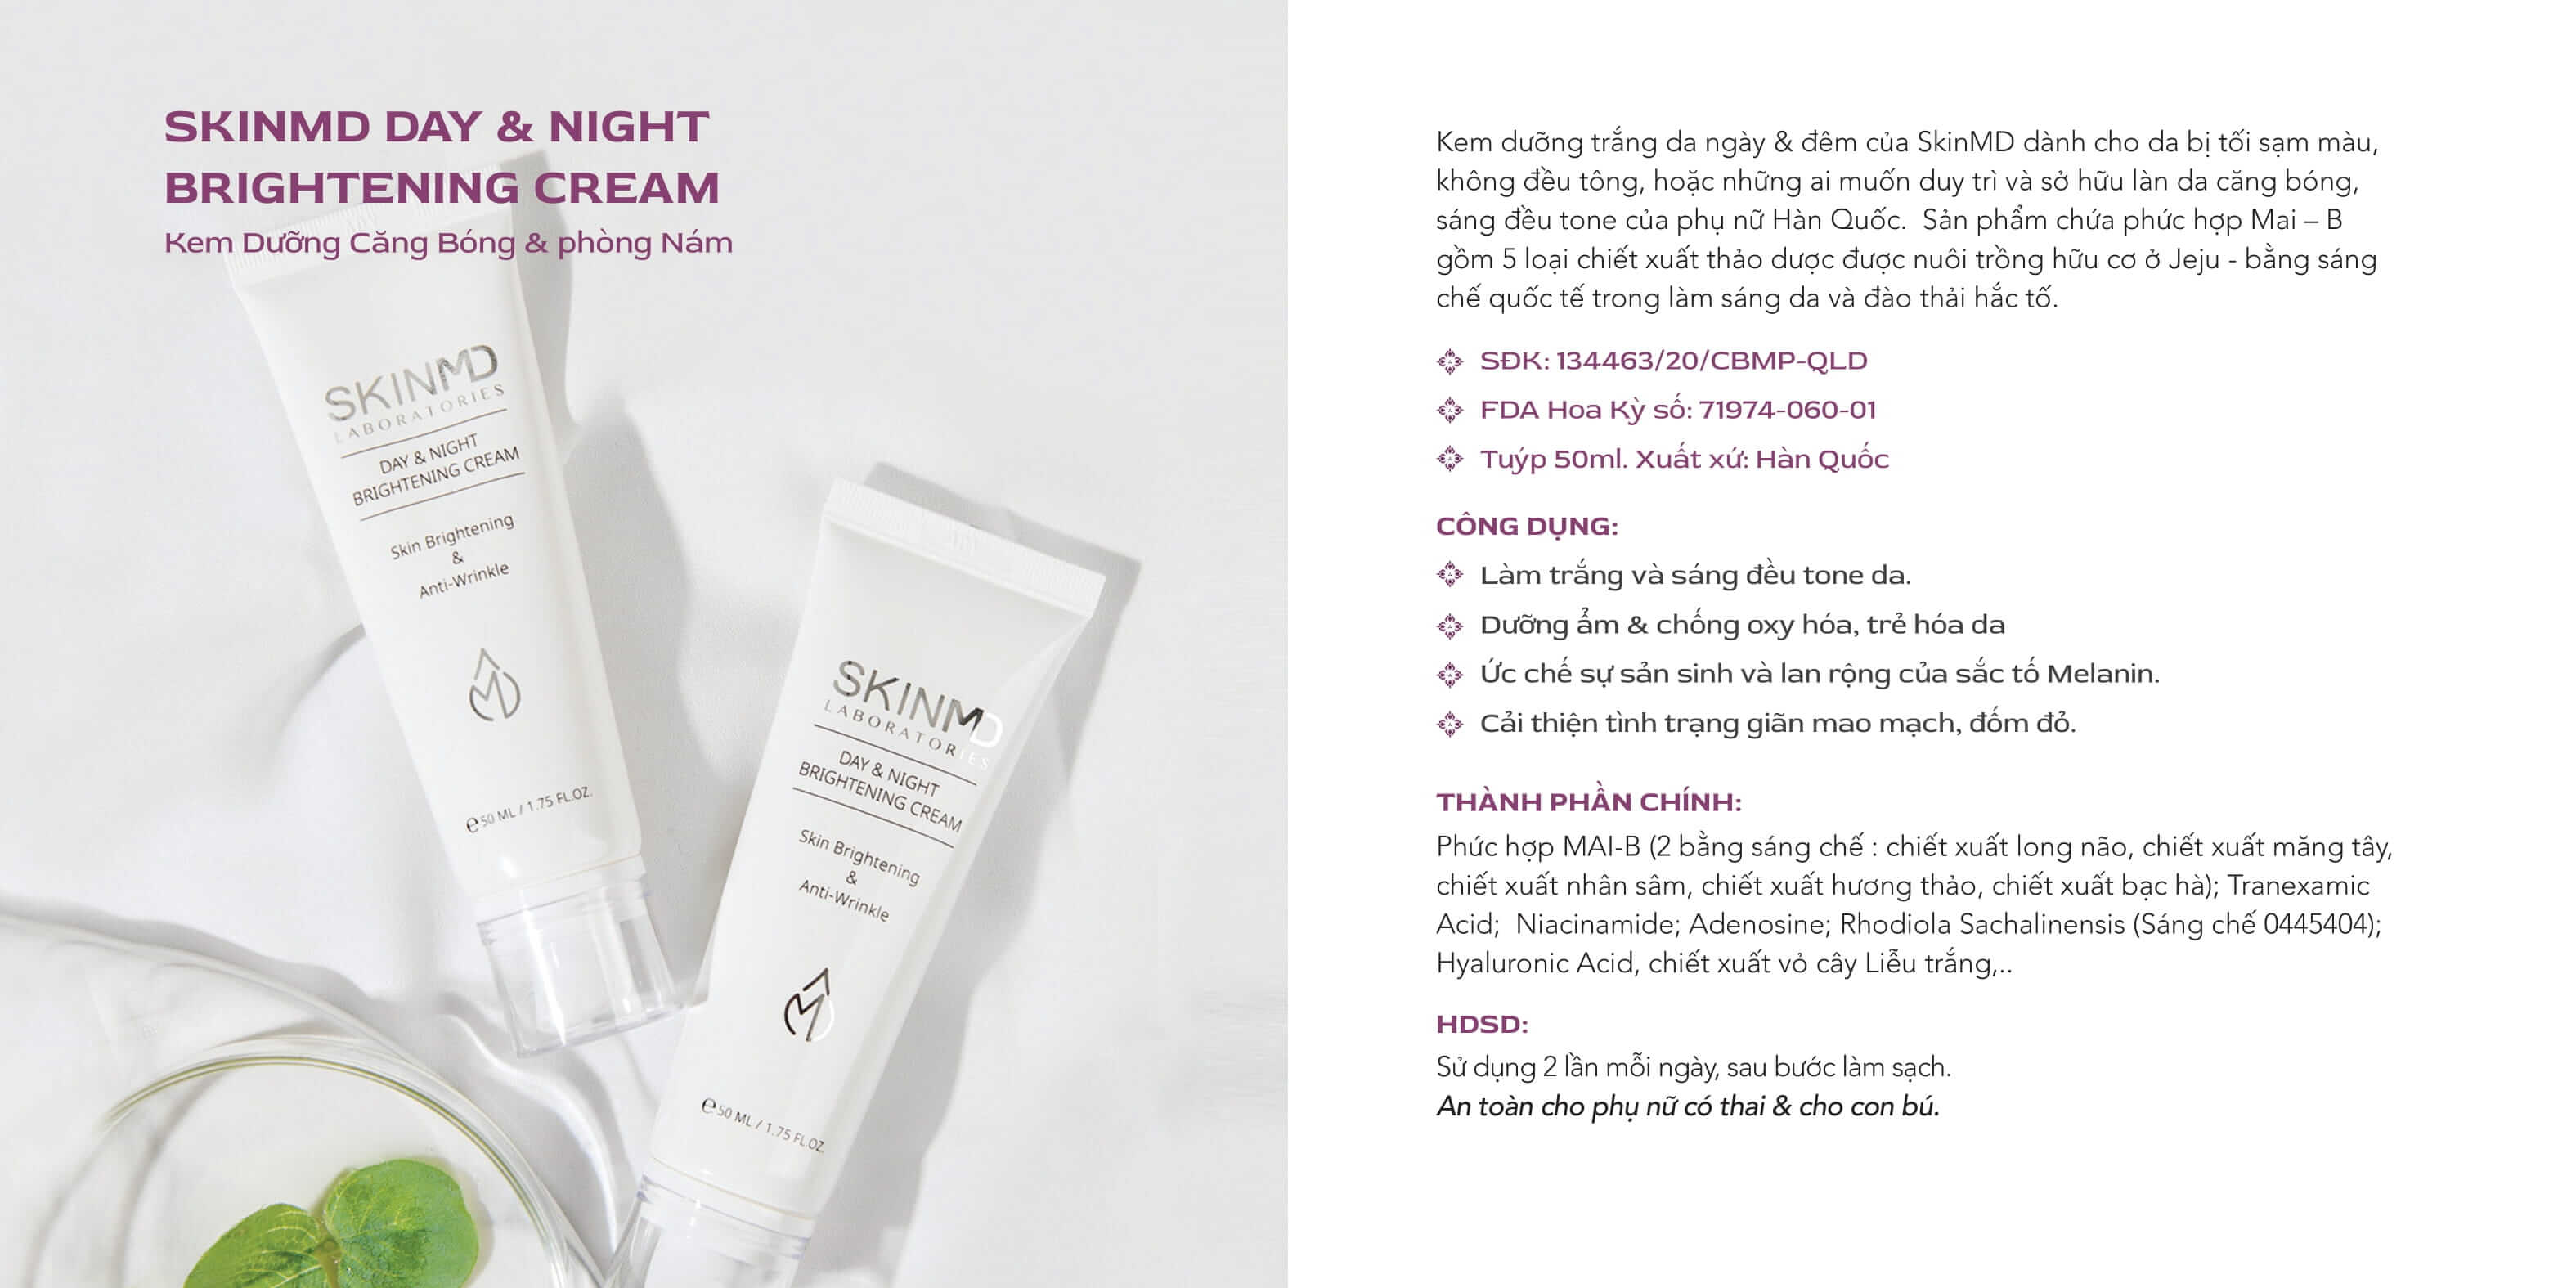 SKINMD DAY & NIGHT
BRIGHTENING CREAM
Kem Dưỡng Căng Bóng & phòng Nám
SKINMD
LABORATORIES
DAY & NIGHT
BRIGHTENING CREAM
Skin Brightening
&
Anti-Wrinkle
MD
e 50 ML / 1.75 FL.OZ.
SKINMD
LABORATORIES
DAY & NIGHT
BRIGHTENING CREAM
Skin Brightening
&
Anti-Wrinkle
MD
e 50 ML / 1.75 FL.OZ.
Kem dưỡng trắng da ngày & đêm của SkinMD dành cho da bị tối sạm màu,
không đều tông, hoặc những ai muốn duy trì và sở hữu làn da căng bóng,
sáng đều tone của phụ nữ Hàn Quốc.  Sản phẩm chứa phức hợp Mai – B
gồm 5 loại chiết xuất thảo dược được nuôi trồng hữu cơ ở Jeju - bằng sáng
chế quốc tế trong làm sáng da và đào thải hắc tố.
SĐK: 134463/20/CBMP-QLD
FDA Hoa Kỳ số: 71974-060-01
Tuýp 50ml. Xuất xứ: Hàn Quốc
CÔNG DỤNG:
Làm trắng và sáng đều tone da.
Dưỡng ẩm & chống oxy hóa, trẻ hóa da
Ức chế sự sản sinh và lan rộng của sắc tố Melanin.
Cải thiện tình trạng giãn mao mạch, đốm đỏ.
THÀNH PHẦN CHÍNH:
Phức hợp MAI-B (2 bằng sáng chế : chiết xuất long não, chiết xuất măng tây,
chiết xuất nhân sâm, chiết xuất hương thảo, chiết xuất bạc hà); Tranexamic
Acid;  Niacinamide; Adenosine; Rhodiola Sachalinensis (Sáng chế 0445404);
Hyaluronic Acid, chiết xuất vỏ cây Liễu trắng,..
HDSD:
Sử dụng 2 lần mỗi ngày, sau bước làm sạch.
An toàn cho phụ nữ có thai & cho con bú.